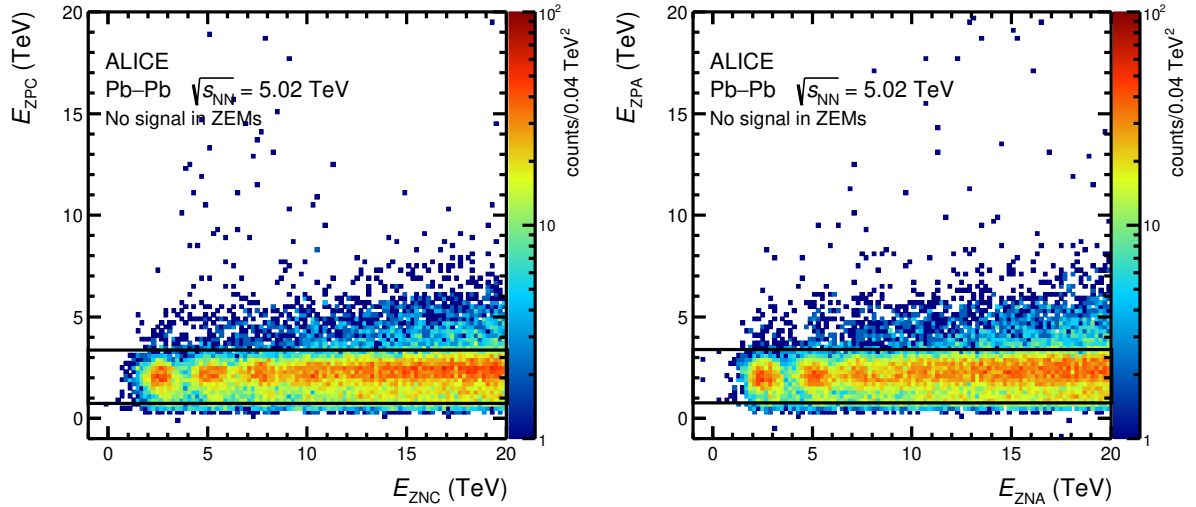 E_ZPC (TeV)
20
15
10
5
0
ALICE
Pb–Pb √s_NN = 5.02 TeV
No signal in ZEMs
0 5 10 15 20
E_ZNC (TeV)
10²
10
1
counts/0.04 TeV²
E_ZPA (TeV)
20
15
10
5
0
ALICE
Pb–Pb √s_NN = 5.02 TeV
No signal in ZEMs
0 5 10 15 20
E_ZNA (TeV)
10²
10
1
counts/0.04 TeV²